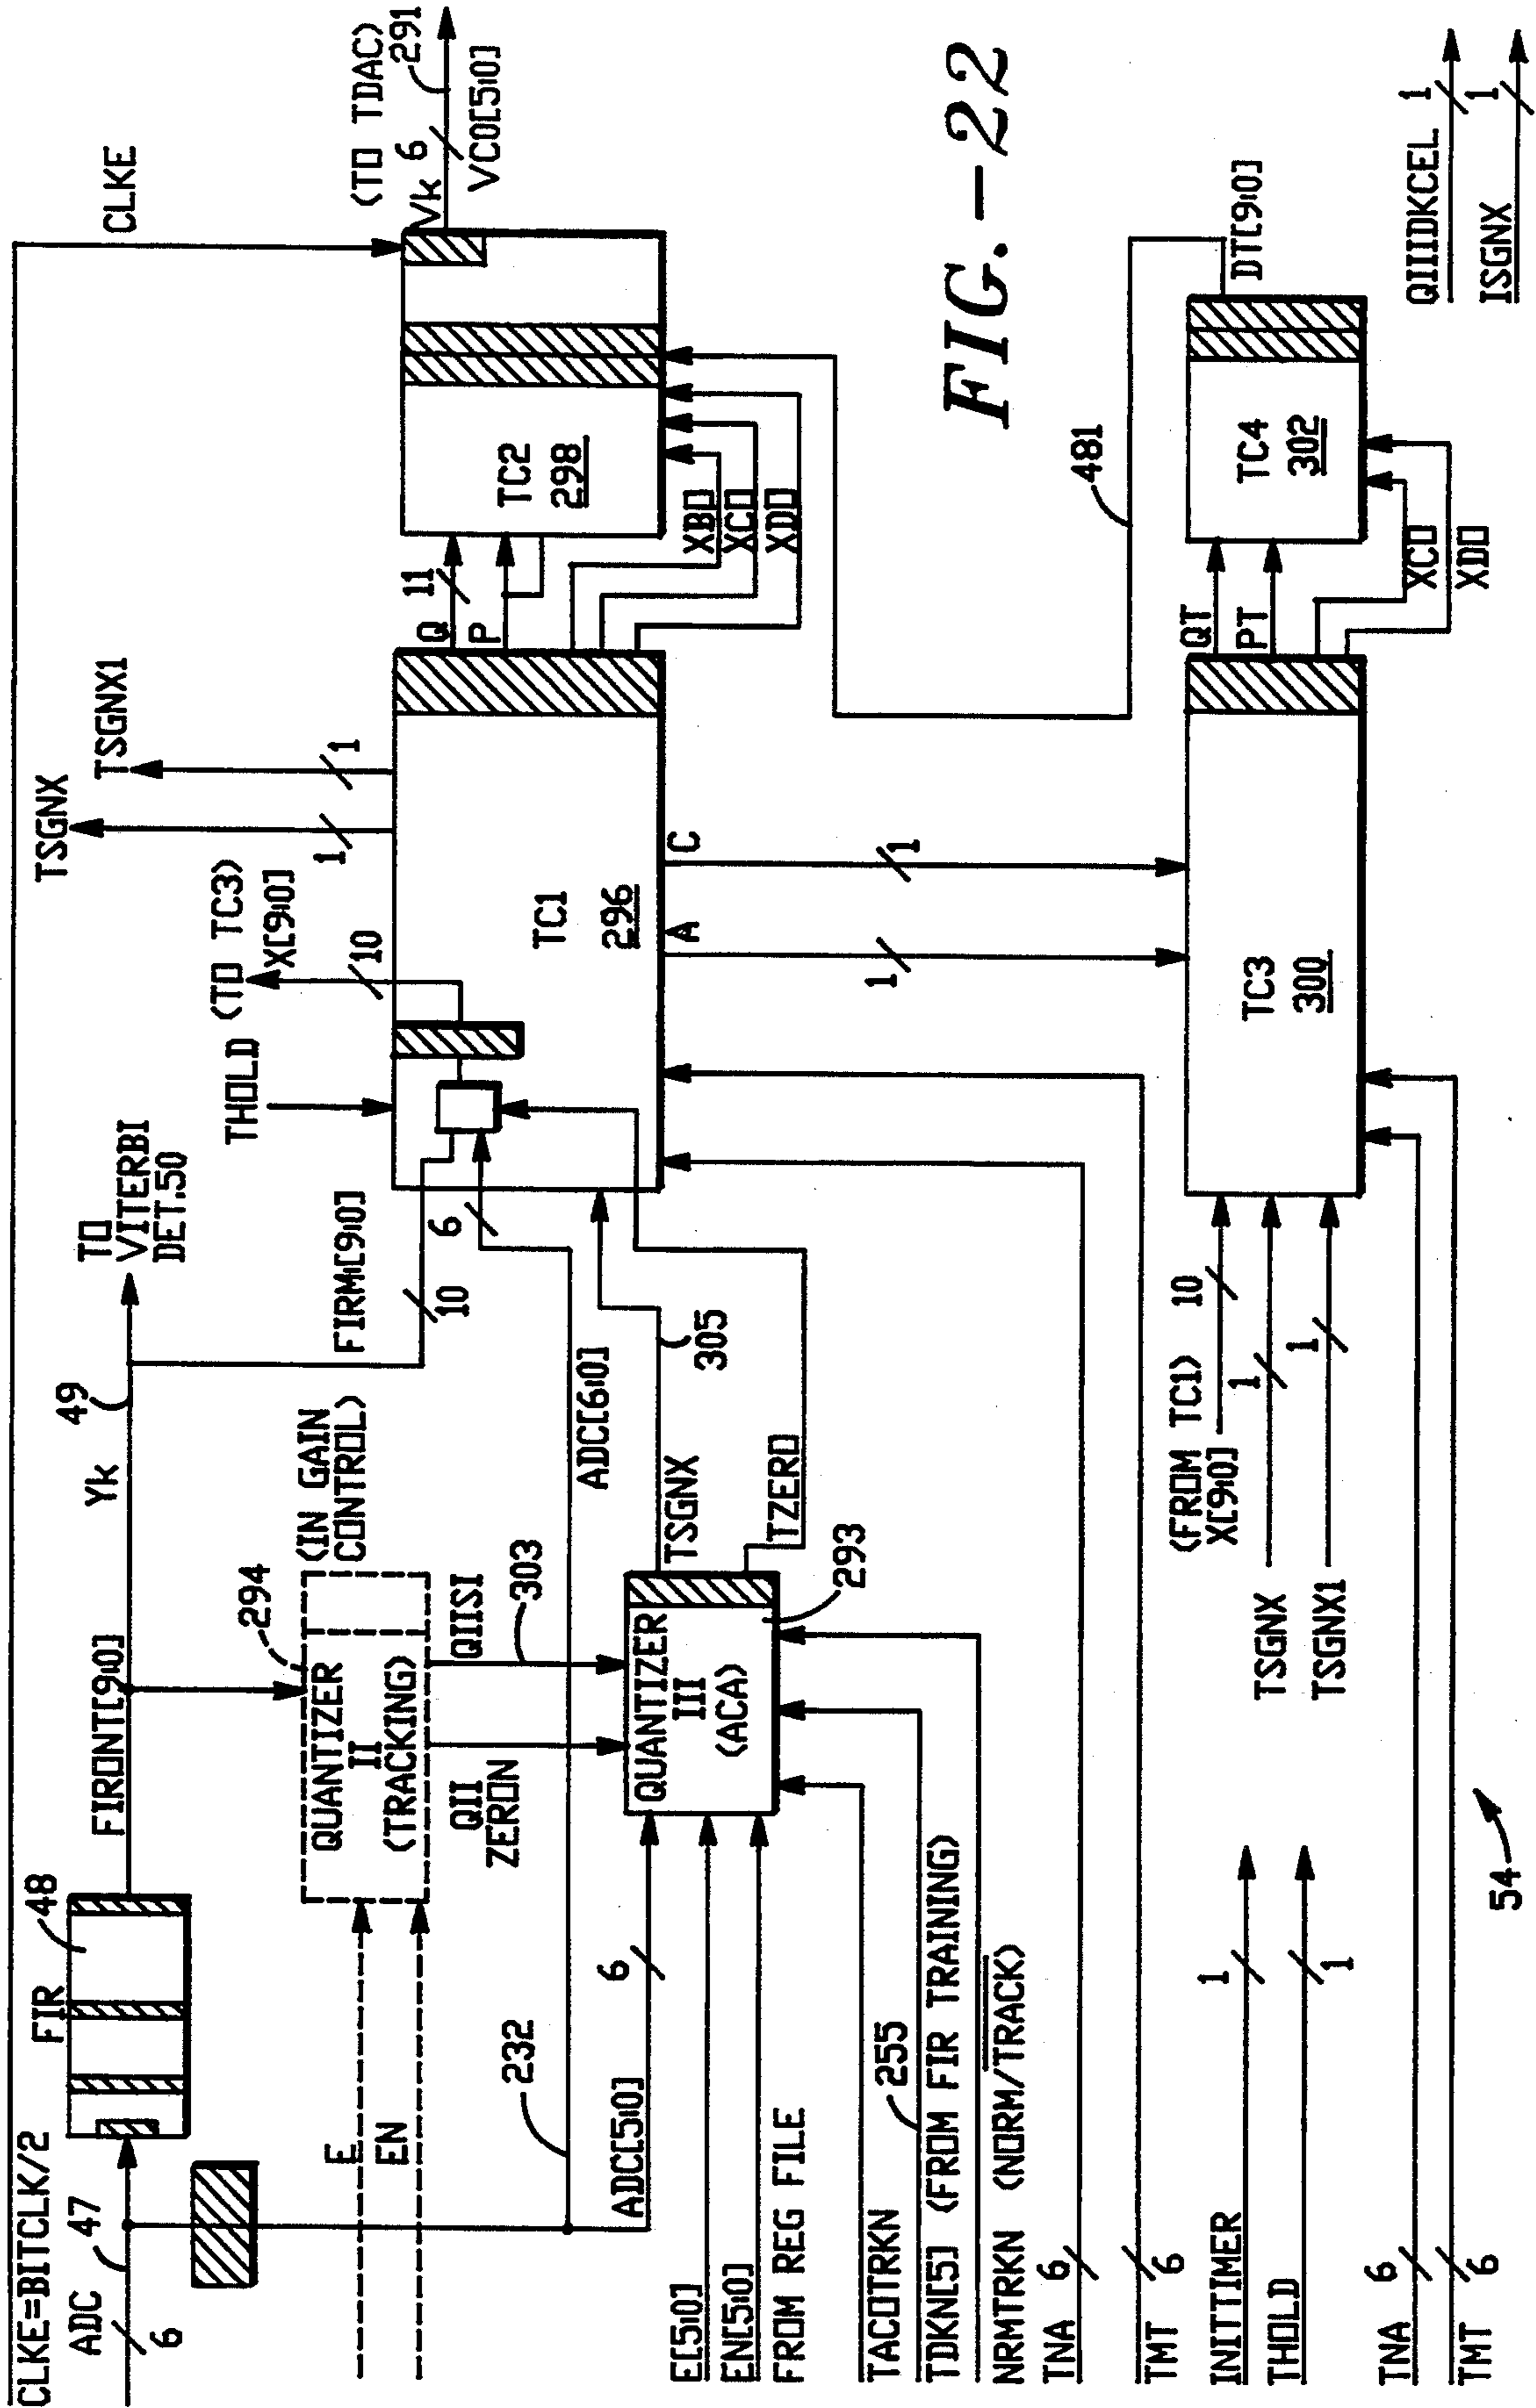 CLKE=BITCLK/2
CLKE
ADC
47
6
FIR
48
FIRONT[9:0]
Yk
49
TO
VITERBI
DET.50
294
QUANTIZER
II
(TRACKING)
(IN GAIN
CONTROL)
E
EN
QII
ZERON
QIISI
303
232
ADC[5:0]
6
ADC[6:0]
FIRM[9:0]
10
6
THOLD
(TO TC3)
X[9:0]
10
TSGNX
TSGNX1
1
1
TC1
296
Q
11
P
XBO
XCO
XDO
TC2
298
(TO TDAC)
Vk
6
291
VCO[5:0]
E[5:0]
EN[5:0]
FROM REG FILE
QUANTIZER
III
(ACA)
293
TSGNX
305
TZERO
TACOTRKN
255
TDKN[5] (FROM FIR TRAINING)
NRMTRKN (NORM/TRACK)
TNA
6
TMT
6
A
C
1
1
481
DT[9:0]
FIG.-22
INITTIMER
1
THOLD
1
(FROM TC1)
X[9:0]
10
TSGNX
1
TSGNX1
1
TC3
300
QT
PT
XCO
XDO
TC4
302
TNA
6
TMT
6
54
QIIIDKCEL
1
ISGNX
1